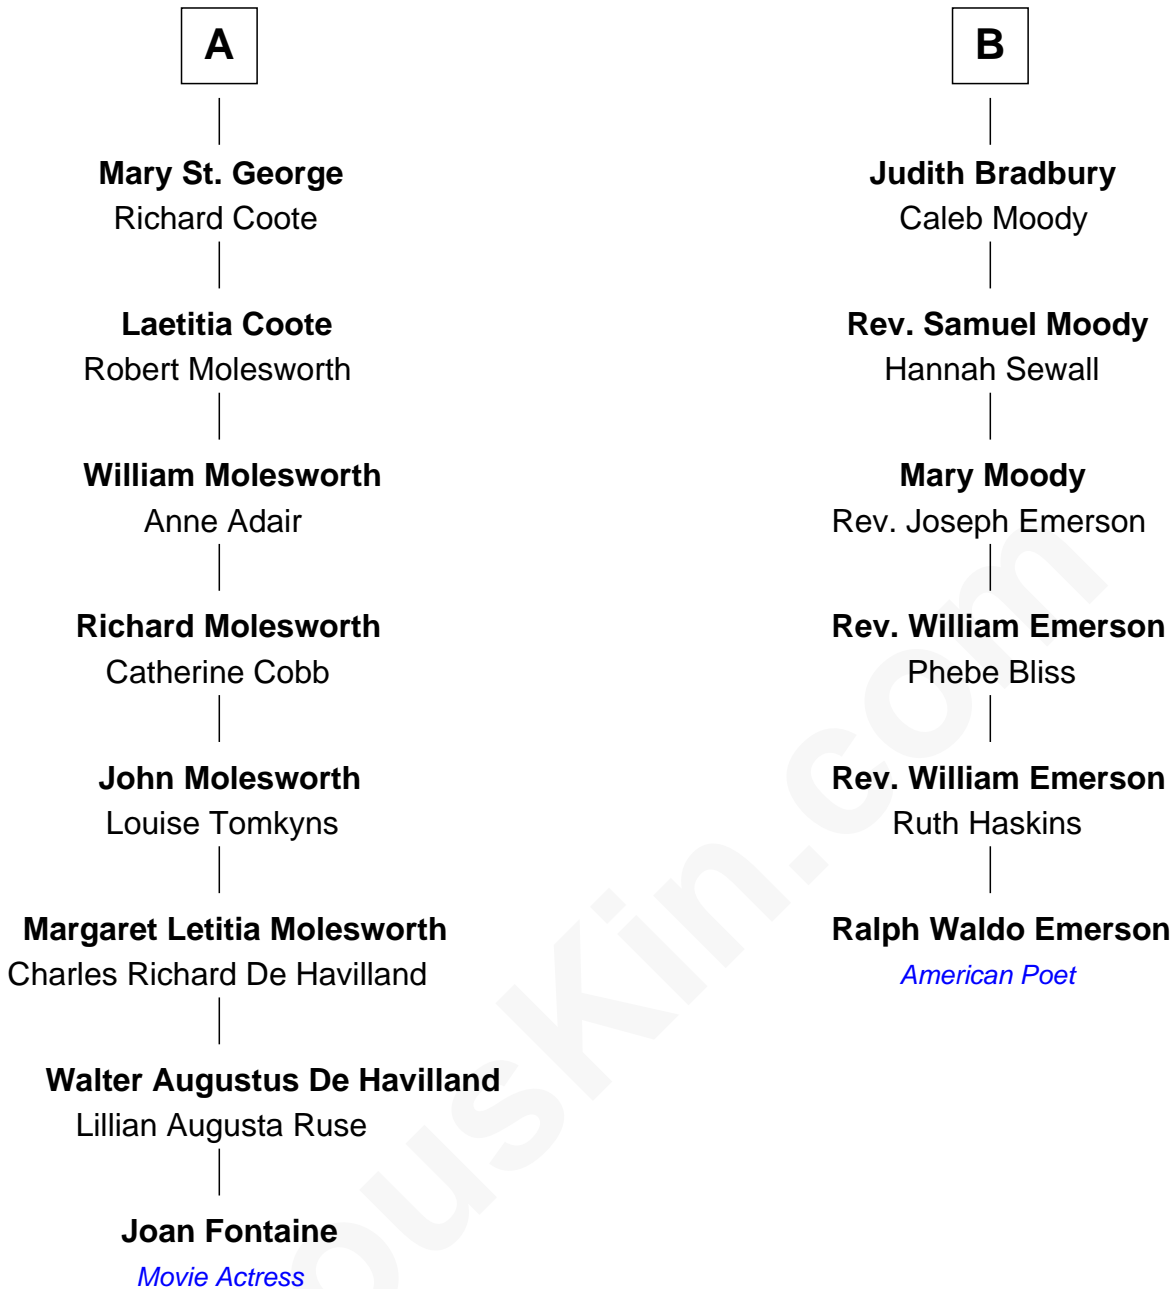 A
Mary St. George
Richard Coote
Laetitia Coote
Robert Molesworth
William Molesworth
Anne Adair
Richard Molesworth
Catherine Cobb
John Molesworth
Louise Tomkyns
Margaret Letitia Molesworth
Charles Richard De Havilland
Walter Augustus De Havilland
Lillian Augusta Ruse
Joan Fontaine
Movie Actress
B
Judith Bradbury
Caleb Moody
Rev. Samuel Moody
Hannah Sewall
Mary Moody
Rev. Joseph Emerson
Rev. William Emerson
Phebe Bliss
Rev. William Emerson
Ruth Haskins
Ralph Waldo Emerson
American Poet
ousKin.com